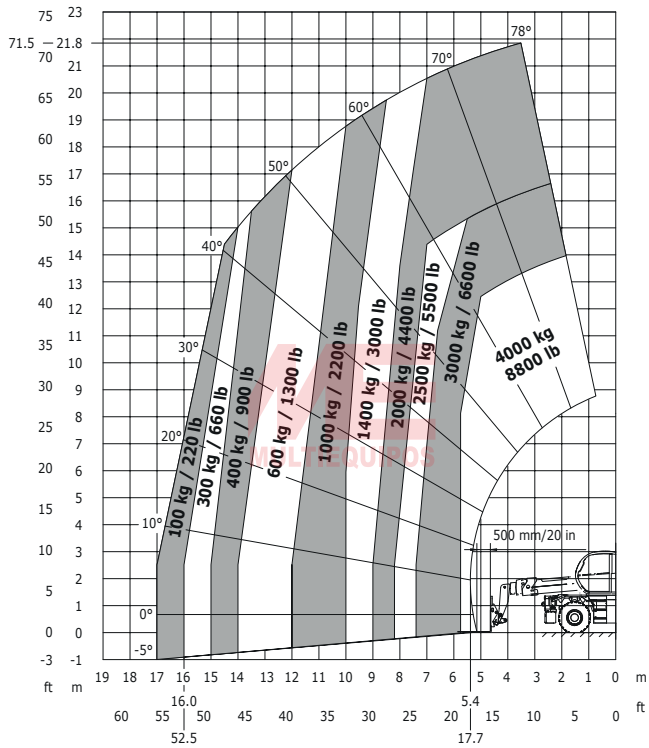 75 23
71.5 21.8
70 21
65 20
19
60 18
17
55 16
50 15
14
45 13
40 12
11
35 10
30 9
8
25 7
20 6
5
15 4
10 3
2
5 1
0 0
-3 -1
ft m
78°
70°
60°
50°
40°
30°
20°
10°
0°
-5°
100 kg / 220 lb
300 kg / 660 lb
400 kg / 900 lb
600 kg / 1300 lb
1000 kg / 2200 lb
1400 kg / 3000 lb
2000 kg / 4400 lb
2500 kg / 5500 lb
3000 kg / 6600 lb
4000 kg
8800 lb
ME
MULTIEQUIPOS
500 mm/20 in
19 18 17 16 15 14 13 12 11 10 9 8 7 6 5 4 3 2 1 0 m
16.0 5.4
60 55 50 45 40 35 30 25 20 15 10 5 0 ft
52.5 17.7